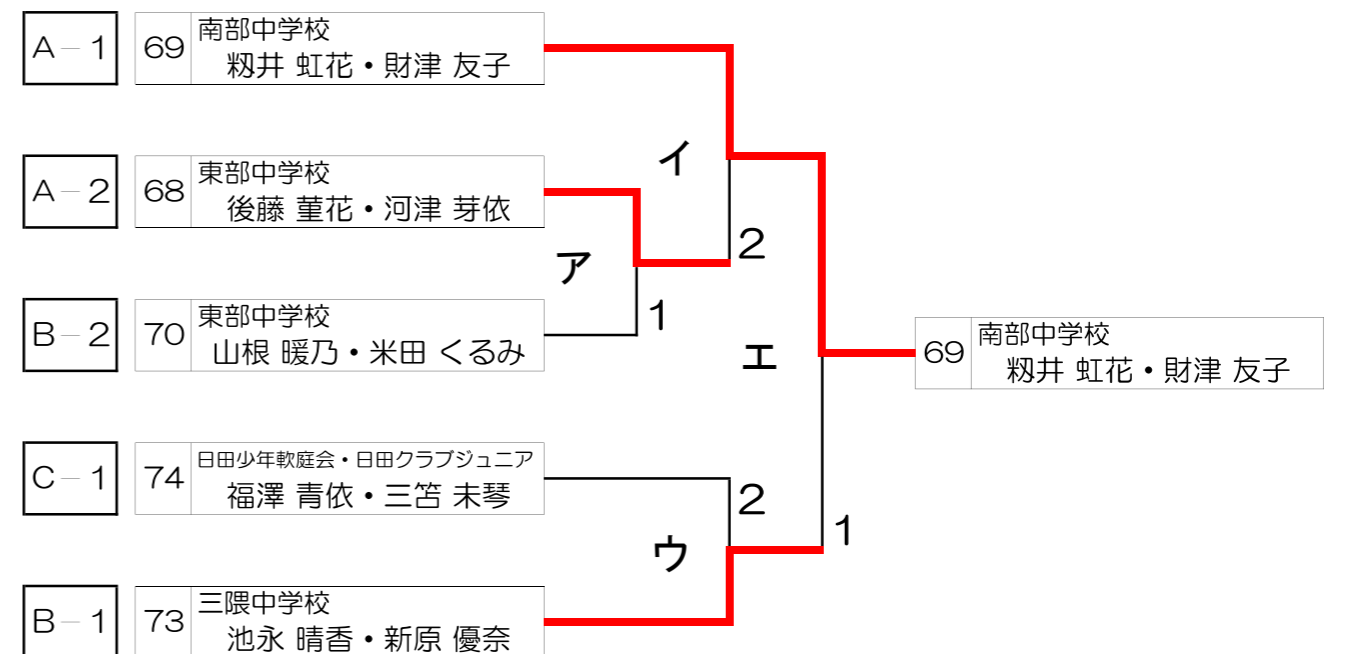 A－1 69 南部中学校
籾井 虹花・財津 友子
イ
A－2 68 東部中学校
後藤 菫花・河津 芽依
2
ア
B－2 70 東部中学校
山根 暖乃・米田 くるみ
1
エ
69 南部中学校
籾井 虹花・財津 友子
C－1 74 日田少年軟庭会・日田クラブジュニア
福澤 青依・三笘 未琴
2
1
ウ
B－1 73 三隈中学校
池永 晴香・新原 優奈